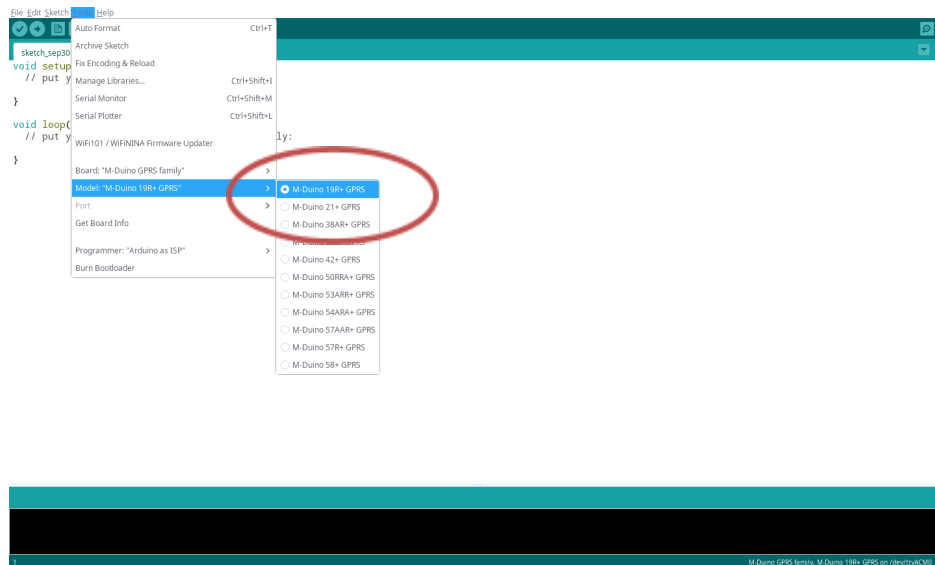 File Edit Sketch Tools Help
Auto Format Ctrl+T
Archive Sketch
Fix Encoding & Reload
Manage Libraries... Ctrl+Shift+I
Serial Monitor Ctrl+Shift+M
Serial Plotter Ctrl+Shift+L
WiFi101 / WiFiNINA Firmware Updater
Board: "M-Duino GPRS family"
Model: "M-Duino 19R+ GPRS"
Port
Get Board Info
Programmer: "Arduino as ISP"
Burn Bootloader
M-Duino 19R+ GPRS
M-Duino 21+ GPRS
M-Duino 38AR+ GPRS
M-Duino 42+ GPRS
M-Duino 50RRA+ GPRS
M-Duino 53ARR+ GPRS
M-Duino 54ARA+ GPRS
M-Duino 57AAR+ GPRS
M-Duino 57R+ GPRS
M-Duino 58+ GPRS
sketch_sep30
void setup
// put y
}
void loop(
// put y ly:
}
1 M-Duino GPRS family, M-Duino 19R+ GPRS on /dev/ttyACM0